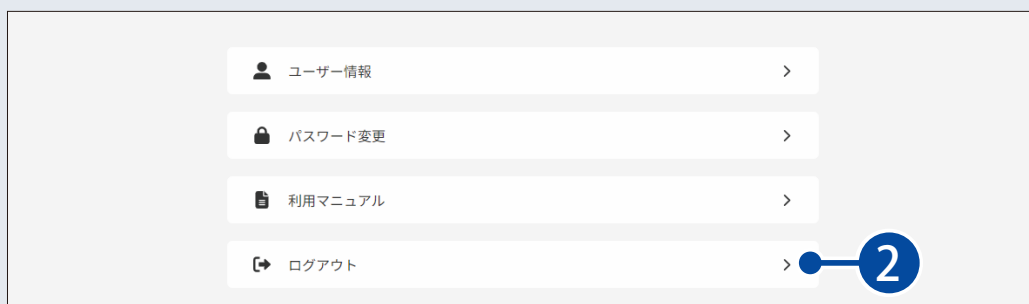 ユーザー情報
パスワード変更
利用マニュアル
ログアウト
2